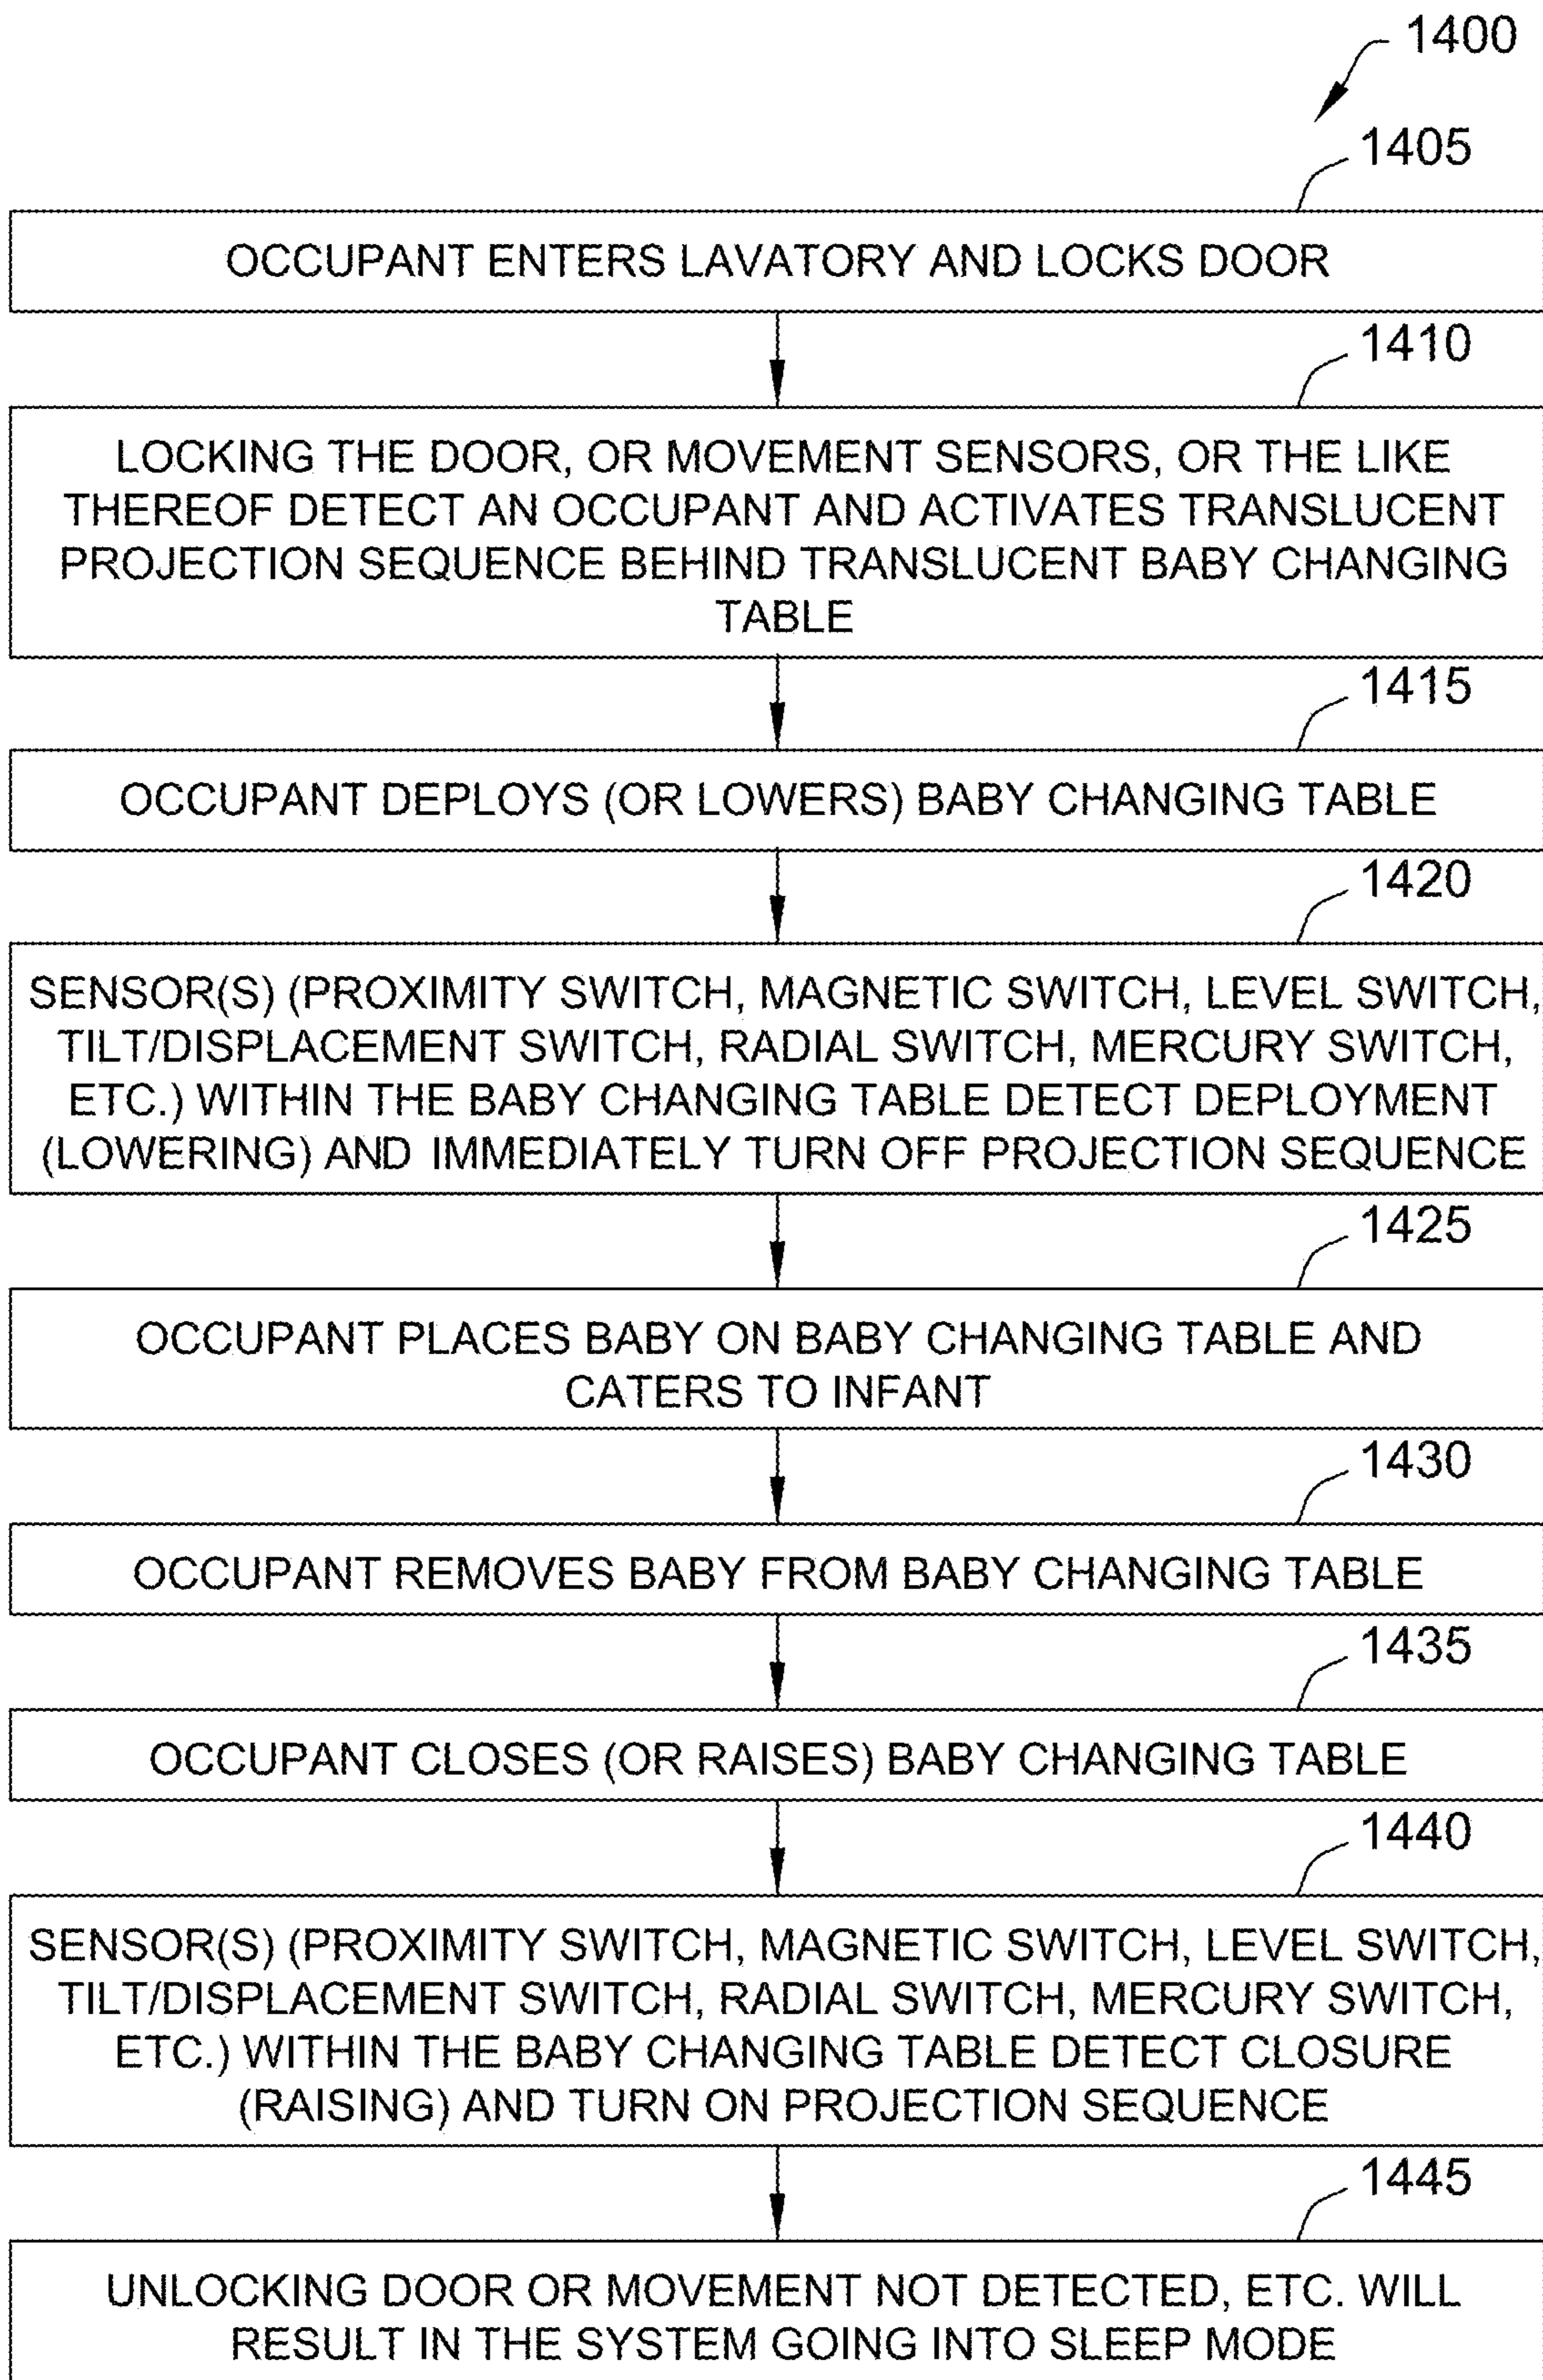 1400
1405
OCCUPANT ENTERS LAVATORY AND LOCKS DOOR
1410
LOCKING THE DOOR, OR MOVEMENT SENSORS, OR THE LIKE
THEREOF DETECT AN OCCUPANT AND ACTIVATES TRANSLUCENT
PROJECTION SEQUENCE BEHIND TRANSLUCENT BABY CHANGING
TABLE
1415
OCCUPANT DEPLOYS (OR LOWERS) BABY CHANGING TABLE
1420
SENSOR(S) (PROXIMITY SWITCH, MAGNETIC SWITCH, LEVEL SWITCH,
TILT/DISPLACEMENT SWITCH, RADIAL SWITCH, MERCURY SWITCH,
ETC.) WITHIN THE BABY CHANGING TABLE DETECT DEPLOYMENT
(LOWERING) AND IMMEDIATELY TURN OFF PROJECTION SEQUENCE
1425
OCCUPANT PLACES BABY ON BABY CHANGING TABLE AND
CATERS TO INFANT
1430
OCCUPANT REMOVES BABY FROM BABY CHANGING TABLE
1435
OCCUPANT CLOSES (OR RAISES) BABY CHANGING TABLE
1440
SENSOR(S) (PROXIMITY SWITCH, MAGNETIC SWITCH, LEVEL SWITCH,
TILT/DISPLACEMENT SWITCH, RADIAL SWITCH, MERCURY SWITCH,
ETC.) WITHIN THE BABY CHANGING TABLE DETECT CLOSURE
(RAISING) AND TURN ON PROJECTION SEQUENCE
1445
UNLOCKING DOOR OR MOVEMENT NOT DETECTED, ETC. WILL
RESULT IN THE SYSTEM GOING INTO SLEEP MODE